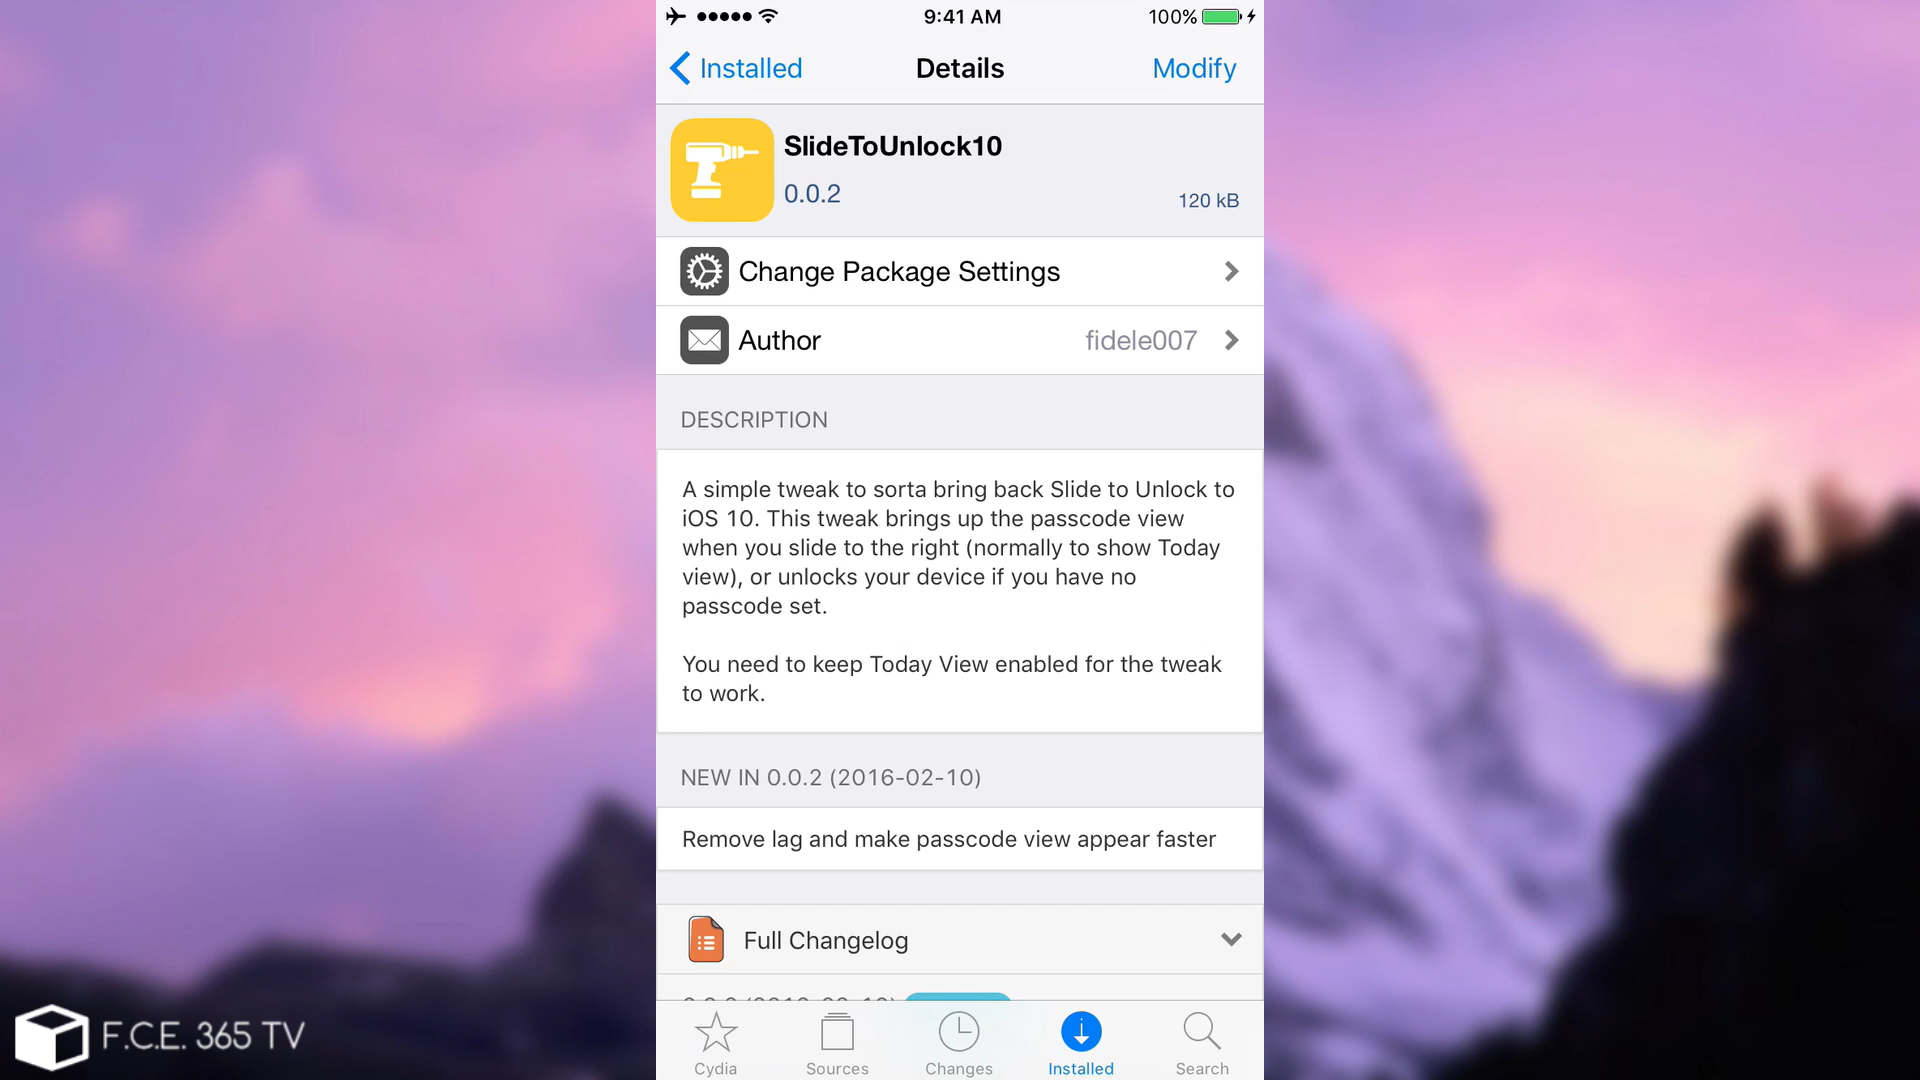 9:41 AM
100%
Installed
Details
Modify
SlideToUnlock10
0.0.2
120 kB
Change Package Settings
Author
fidele007
DESCRIPTION
A simple tweak to sorta bring back Slide to Unlock to
iOS 10. This tweak brings up the passcode view
when you slide to the right (normally to show Today
view), or unlocks your device if you have no
passcode set.
You need to keep Today View enabled for the tweak
to work.
NEW IN 0.0.2 (2016-02-10)
Remove lag and make passcode view appear faster
Full Changelog
Cydia
Sources
Changes
Installed
Search
F.C.E. 365 TV